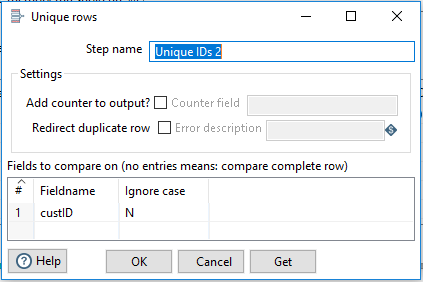 Unique rows
Step name Unique IDs 2
Settings
Add counter to output? Counter field
Redirect duplicate row Error description
Fields to compare on (no entries means: compare complete row)
# Fieldname Ignore case
1 custID N
Help OK Cancel Get